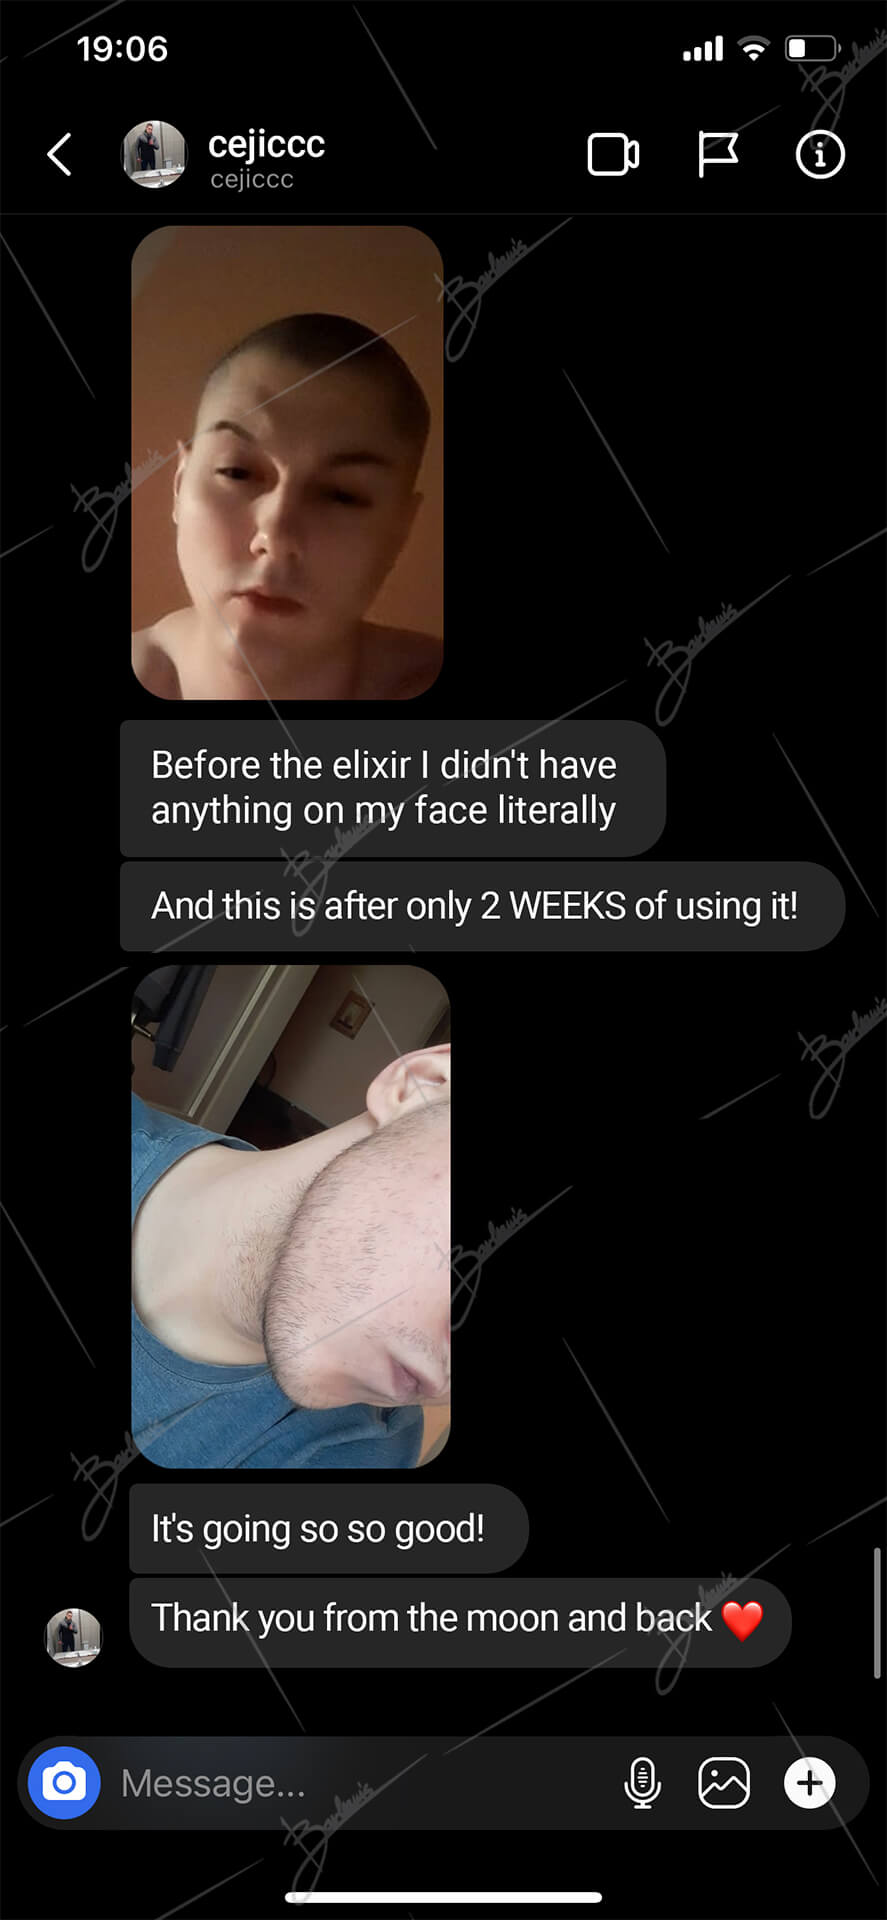 19:06
cejiccc
cejiccc
Before the elixir I didn't have
anything on my face literally
And this is after only 2 WEEKS of using it!
It's going so so good!
Thank you from the moon and back ❤️
Message...